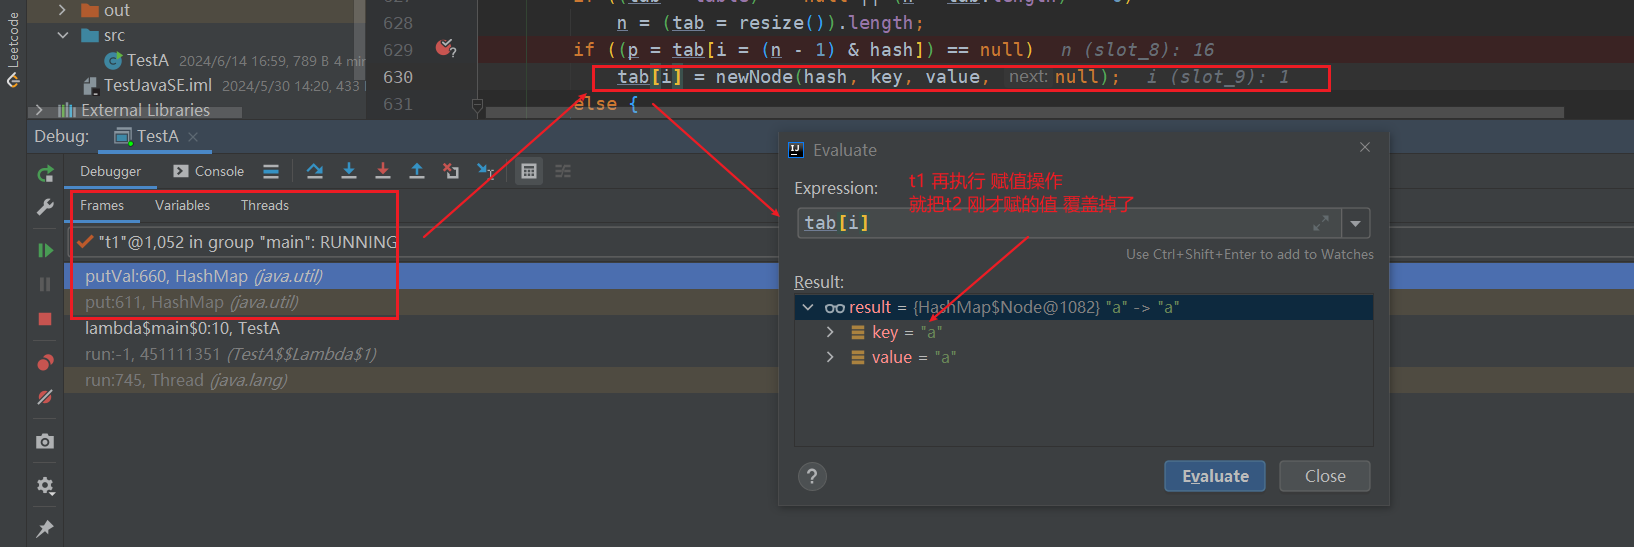 Leetcode
out
src
TestA 2024/6/14 16:59, 789 B 4 min
TestJavaSE.iml 2024/5/30 14:20, 433
External Libraries
628 n = (tab = resize()).length;
629 if ((p = tab[i = (n - 1) & hash]) == null) n (slot_8): 16
630 tab[i] = newNode(hash, key, value, next: null); i (slot_9): 1
631 else {
Debug: TestA
Debugger Console
Frames Variables Threads
"t1"@1,052 in group "main": RUNNING
putVal:660, HashMap (java.util)
put:611, HashMap (java.util)
lambda$main$0:10, TestA
run:-1, 451111351 (TestA$$Lambda$1)
run:745, Thread (java.lang)
Evaluate
Expression:
t1 再执行 赋值操作
就把t2 刚才赋的值 覆盖掉了
tab[i]
Use Ctrl+Shift+Enter to add to Watches
Result:
result = {HashMap$Node@1082} "a" -> "a"
key = "a"
value = "a"
?
Evaluate Close